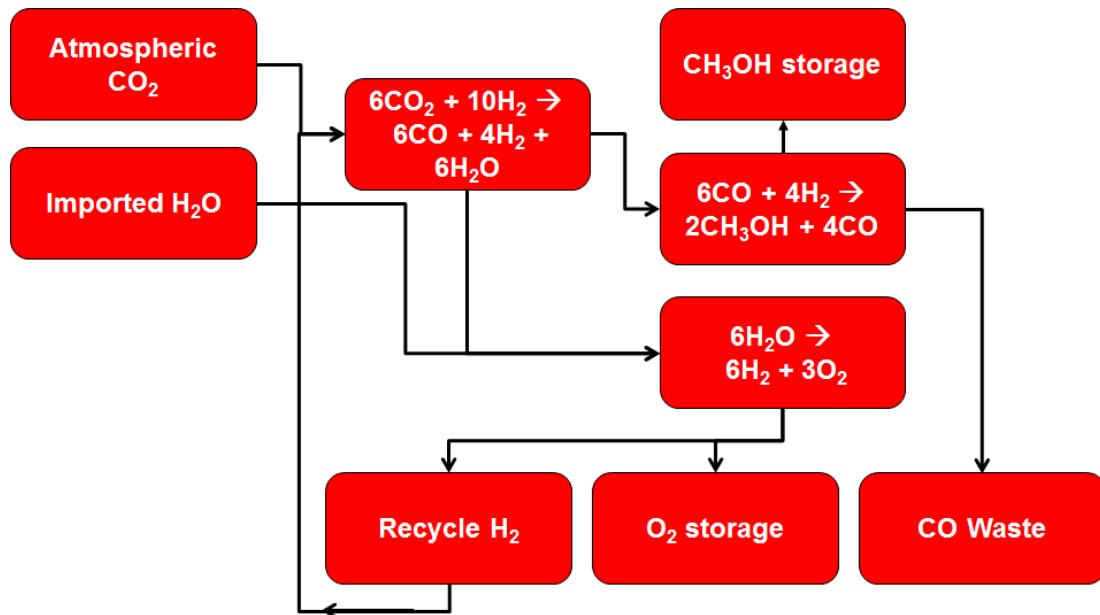 Atmospheric
CO₂
Imported H₂O
6CO₂ + 10H₂ →
6CO + 4H₂ +
6H₂O
CH₃OH storage
6CO + 4H₂ →
2CH₃OH + 4CO
6H₂O →
6H₂ + 3O₂
Recycle H₂
O₂ storage
CO Waste